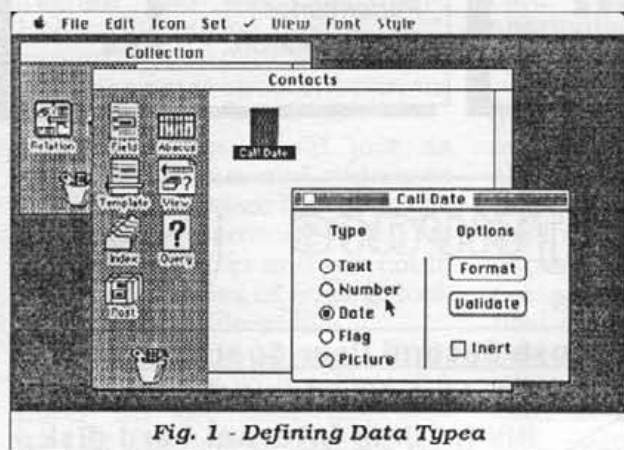 File Edit Icon Set ✓ View Font Style
Collection
Contacts
Relation
Field
Abacus
Call Date
Template
View
Index
Query
Post
Call Date
Type
Options
Text
Format
Number
Validate
Date
Flag
Inert
Picture
Fig. 1 - Defining Data Typea